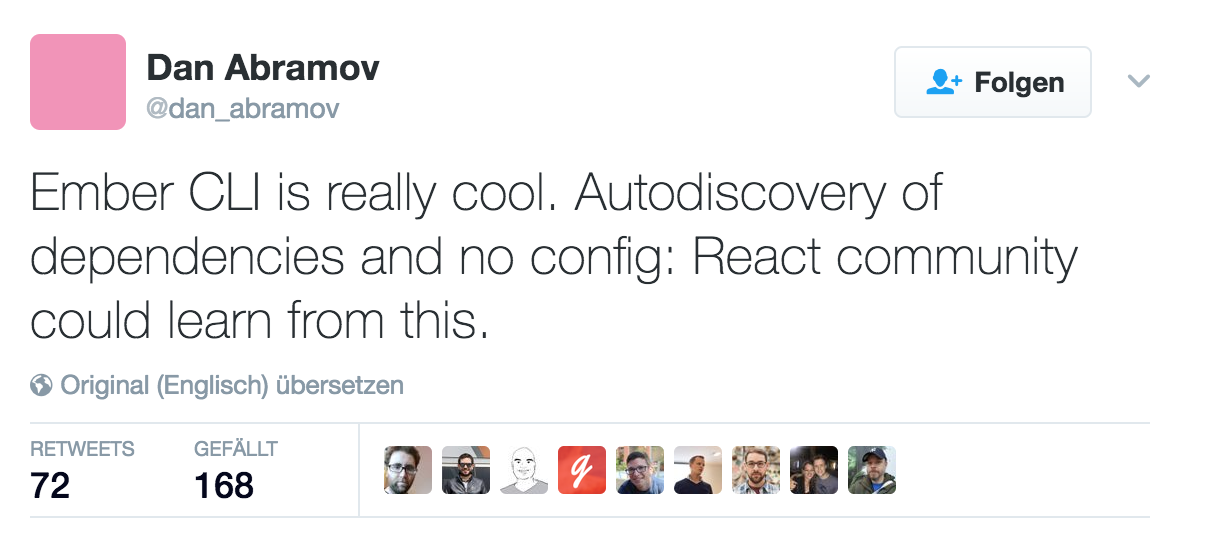 Dan Abramov
@dan_abramov
Folgen
Ember CLI is really cool. Autodiscovery of
dependencies and no config: React community
could learn from this.
Original (Englisch) übersetzen
RETWEETS
72
GEFÄLLT
168
g